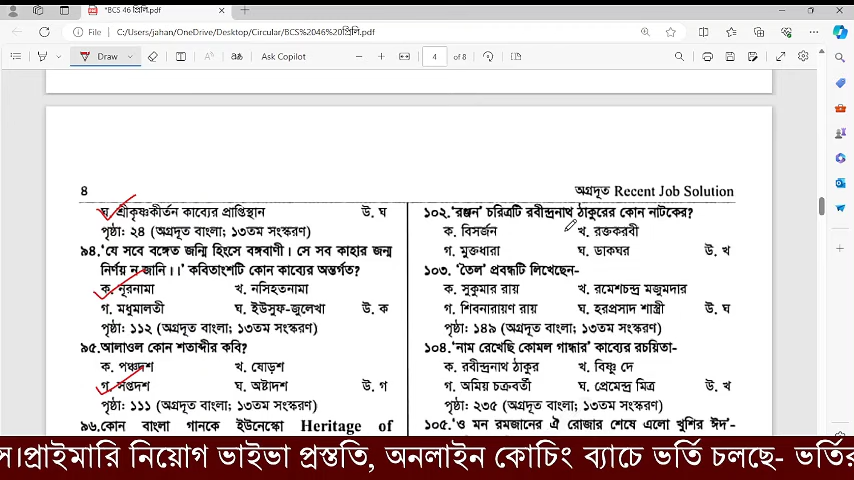 *BCS 46 প্রিলি.pdf
File C:/Users/jahan/OneDrive/Desktop/Circular/BCS%2046%20প্রিলি.pdf
Draw Ask Copilot 4 of 8
৪
অগ্রদূত Recent Job Solution
ঘ. শ্রীকৃষ্ণকীর্তন কাব্যের প্রাপ্তিস্থান উ. ঘ
পৃষ্ঠা: ২৪ (অগ্রদূত বাংলা; ১৩তম সংস্করণ)
৯৪. ‘যে সবে বঙ্গেত জন্মি হিংসে বঙ্গবাণী। সে সব কাহার জন্ম
নির্ণয় ন জানি।।’ কবিতাংশটি কোন কাব্যের অন্তর্গত?
ক. নূরনামা খ. নসিহতনামা
গ. মধুমালতী ঘ. ইউসুফ-জুলেখা উ. ক
পৃষ্ঠা: ১১২ (অগ্রদূত বাংলা; ১৩তম সংস্করণ)
৯৫. আলাওল কোন শতাব্দীর কবি?
ক. পঞ্চদশ খ. ষোড়শ
গ. সপ্তদশ ঘ. অষ্টাদশ উ. গ
পৃষ্ঠা: ১১১ (অগ্রদূত বাংলা; ১৩তম সংস্করণ)
৯৬. কোন বাংলা গানকে ইউনেস্কো Heritage of
১০২. ‘রঞ্জন’ চরিত্রটি রবীন্দ্রনাথ ঠাকুরের কোন নাটকের?
ক. বিসর্জন খ. রক্তকরবী
গ. মুক্তধারা ঘ. ডাকঘর উ. খ
১০৩. ‘তৈল’ প্রবন্ধটি লিখেছেন-
ক. সুকুমার রায় খ. রমেশচন্দ্র মজুমদার
গ. শিবনারায়ণ রায় ঘ. হরপ্রসাদ শাস্ত্রী উ. ঘ
পৃষ্ঠা: ১৪৯ (অগ্রদূত বাংলা; ১৩তম সংস্করণ)
১০৪. ‘নাম রেখেছি কোমল গান্ধার’ কাব্যের রচয়িতা-
ক. রবীন্দ্রনাথ ঠাকুর খ. বিষ্ণু দে
গ. অমিয় চক্রবর্তী ঘ. প্রেমেন্দ্র মিত্র উ. খ
পৃষ্ঠা: ২৩৫ (অগ্রদূত বাংলা; ১৩তম সংস্করণ)
১০৫. ‘ও মন রমজানের ঐ রোজার শেষে এলো খুশির ঈদ’-
স।প্রাইমারি নিয়োগ ভাইভা প্রস্ততি, অনলাইন কোচিং ব্যাচে ভর্তি চলছে- ভর্তির